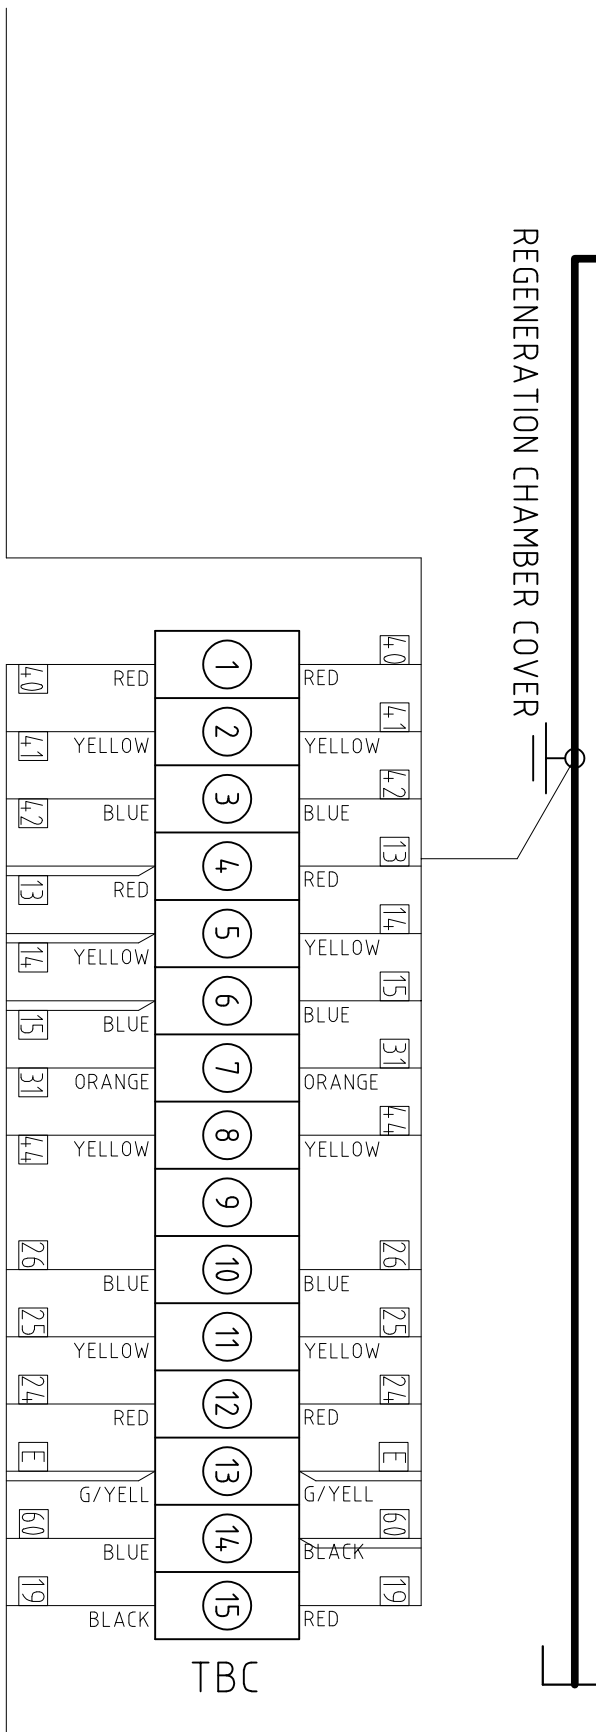 REGENERATION CHAMBER COVER
40 RED 1 RED 40
41 YELLOW 2 YELLOW 41
42 BLUE 3 BLUE 42
13 RED 4 RED 13
14 YELLOW 5 YELLOW 14
15 BLUE 6 BLUE 15
31 ORANGE 7 ORANGE 31
44 YELLOW 8 YELLOW 44
9
26 BLUE 10 BLUE 26
25 YELLOW 11 YELLOW 25
24 RED 12 RED 24
E G/YELL 13 G/YELL E
60 BLUE 14 BLACK 60
19 BLACK 15 RED 19
TBC